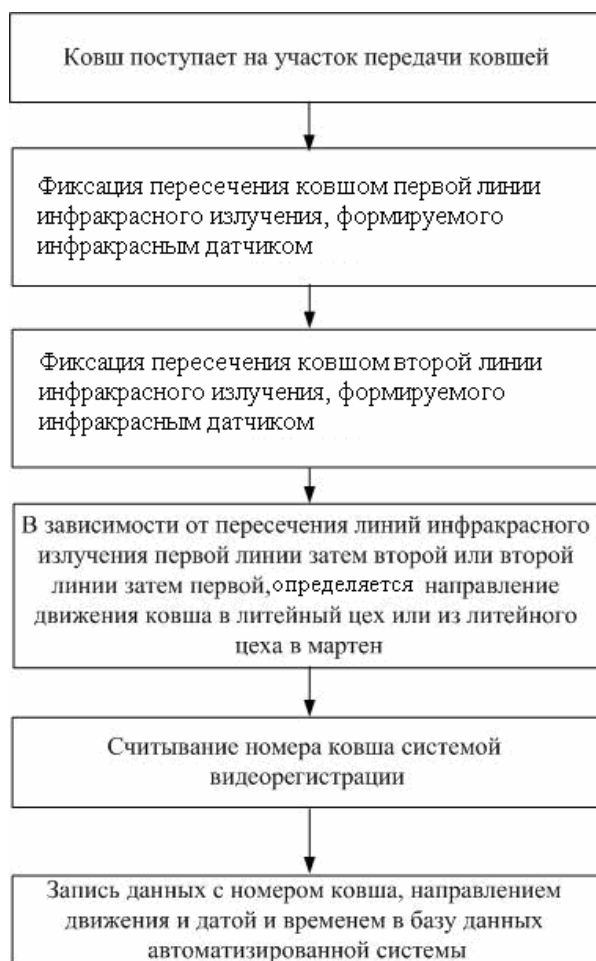 Ковш поступает на участок передачи ковшей
Фиксация пересечения ковшом первой линии
инфракрасного излучения, формируемого
инфракрасным датчиком
Фиксация пересечения ковшом второй линии
инфракрасного излучения, формируемого
инфракрасным датчиком
В зависимости от пересечения линий инфракрасного
излучения первой линии затем второй или второй
линии затем первой,определяется направление
движения ковша в литейный цех или из литейного
цеха в мартен
Считывание номера ковша системой
видеорегистрации
Запись данных с номером ковша, направлением
движения и датой и временем в базу данных
автоматизированной системы